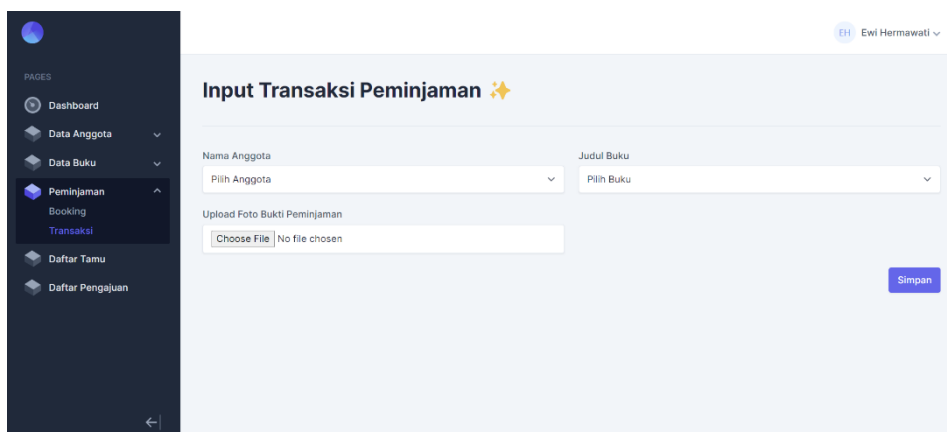 EH Ewi Hermawati
PAGES
Dashboard
Data Anggota
Data Buku
Peminjaman
Booking
Transaksi
Daftar Tamu
Daftar Pengajuan
Input Transaksi Peminjaman ✨
Nama Anggota
Pilih Anggota
Judul Buku
Pilih Buku
Upload Foto Bukti Peminjaman
Choose File No file chosen
Simpan